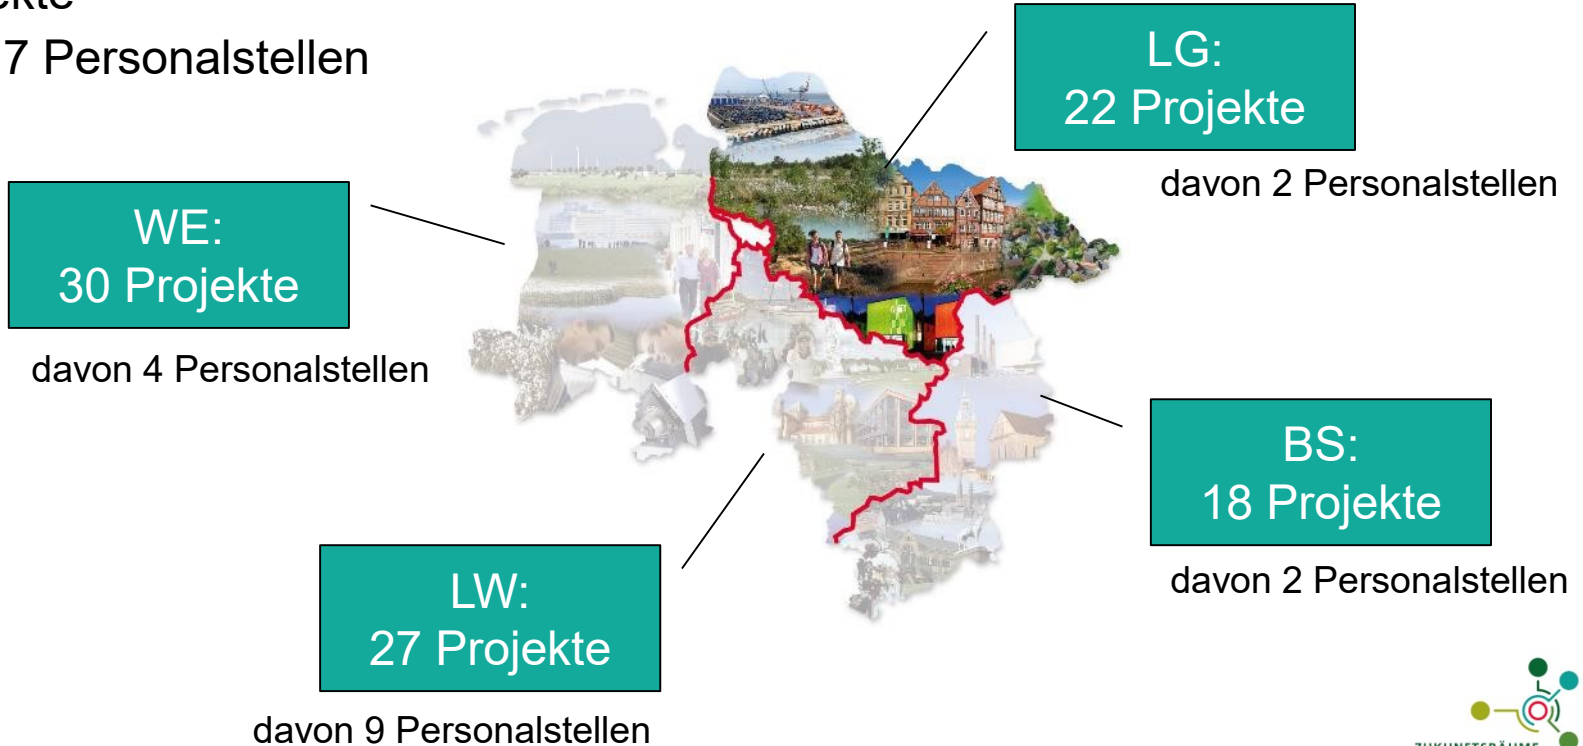 7 Personalstellen
LG:
22 Projekte
davon 2 Personalstellen
WE:
30 Projekte
davon 4 Personalstellen
BS:
18 Projekte
davon 2 Personalstellen
LW:
27 Projekte
davon 9 Personalstellen
ZUKUNFTSRÄUME